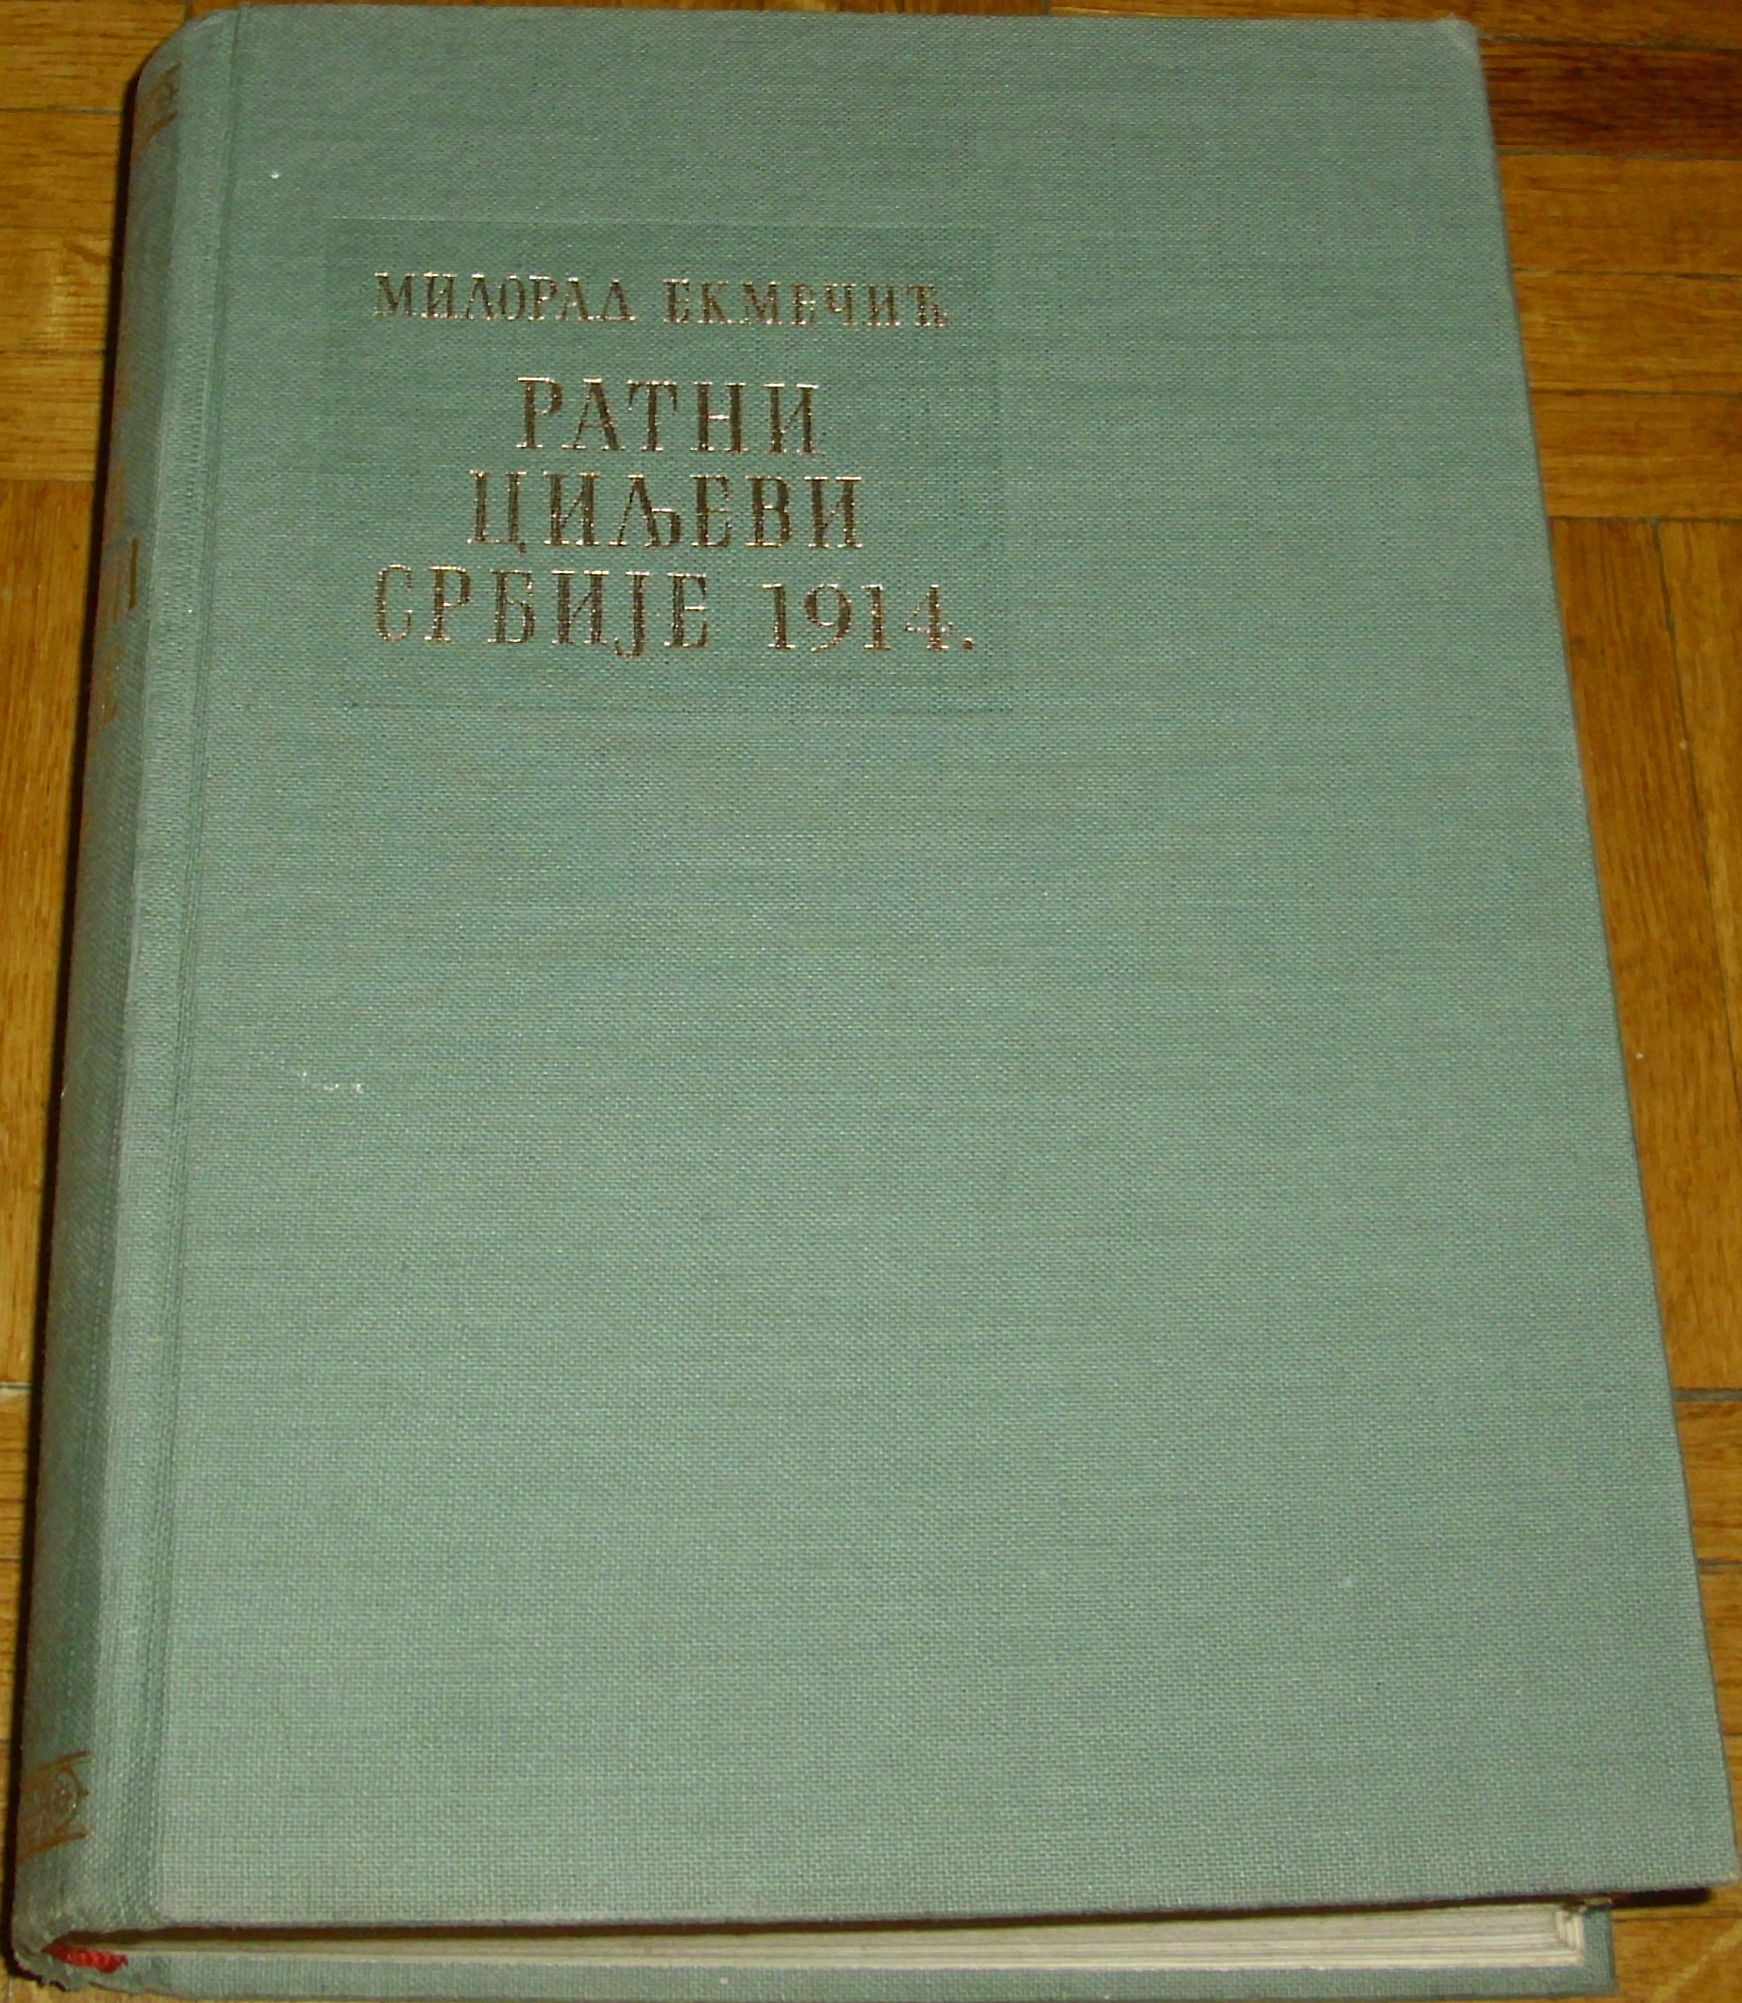 МИЛОРАД ЕКМЕЧИЋ
РАТНИ
ЦИЉЕВИ
СРБИЈЕ 1914.